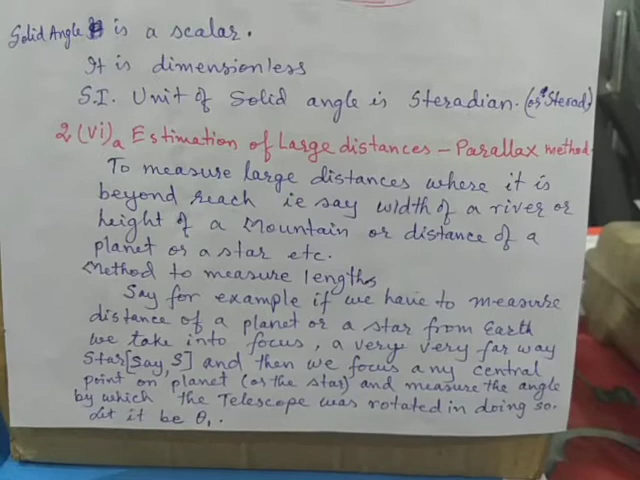 Solid Angle is a scalar.
It is dimensionless
S.I. Unit of Solid angle is Steradian. (or Sterad)
2 (vi)a Estimation of Large distances - Parallax method.
To measure large distances where it is
beyond reach ie say width of a river or
height of a Mountain or distance of a
planet or a star etc.
Method to measure lengths
Say for example if we have to measure
distance of a planet or a star from Earth
we take into focus, a very very far way
Star [Say, S] and then we focus any central
point on planet (or the star) and measure the angle
by which the Telescope was rotated in doing so.
Let it be θ1.